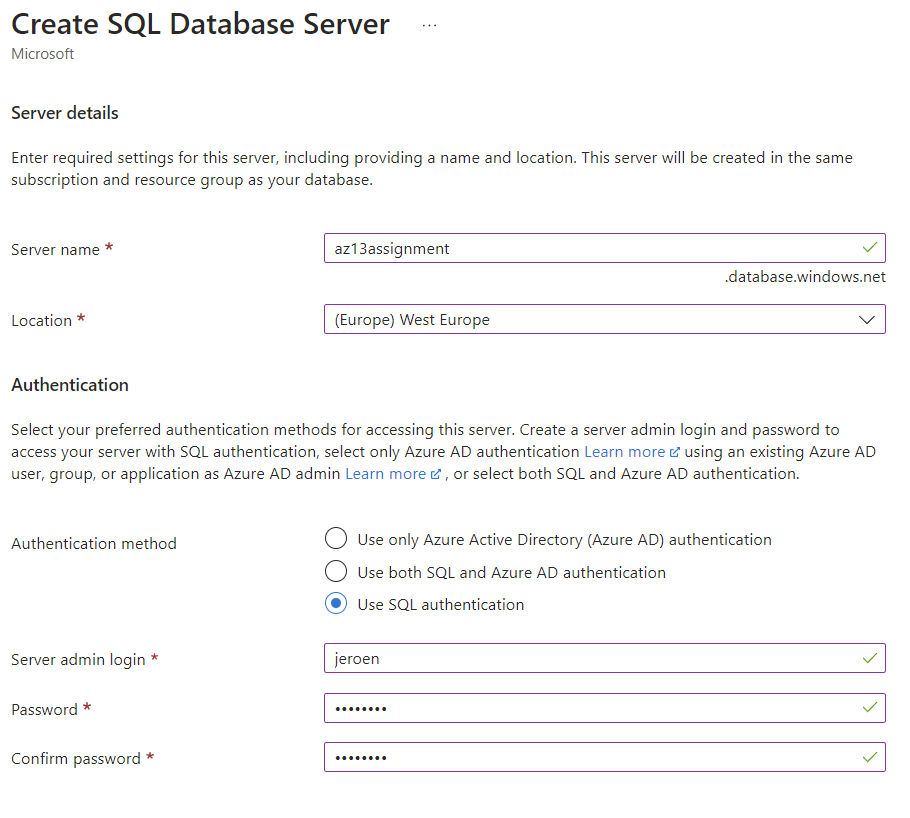 Create SQL Database Server ...
Microsoft
Server details
Enter required settings for this server, including providing a name and location. This server will be created in the same
subscription and resource group as your database.
Server name *
az13assignment
.database.windows.net
Location *
(Europe) West Europe
Authentication
Select your preferred authentication methods for accessing this server. Create a server admin login and password to
access your server with SQL authentication, select only Azure AD authentication Learn more using an existing Azure AD
user, group, or application as Azure AD admin Learn more , or select both SQL and Azure AD authentication.
Authentication method
Use only Azure Active Directory (Azure AD) authentication
Use both SQL and Azure AD authentication
Use SQL authentication
Server admin login *
jeroen
Password *
••••••••
Confirm password *
••••••••